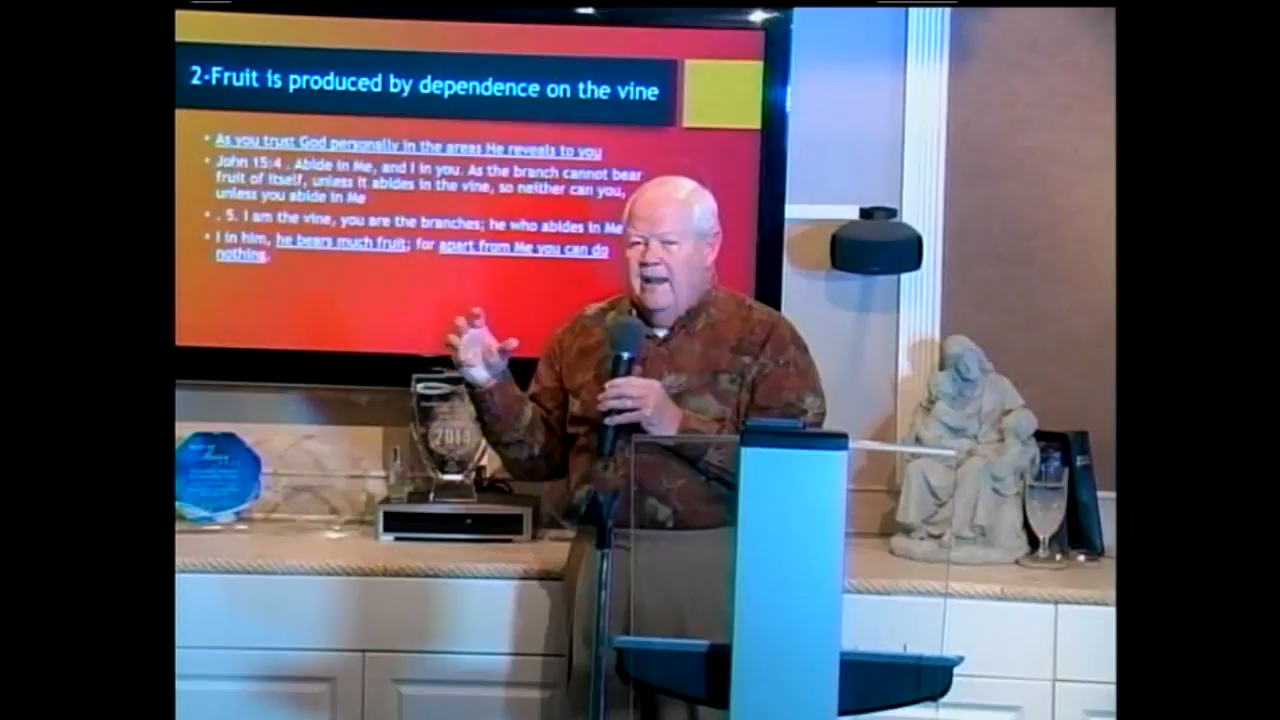 2-Fruit is produced by dependence on the vine
• As you trust God personally in the areas He reveals to you
• John 15:4 . Abide in Me, and I in you. As the branch cannot bear
fruit of itself, unless it abides in the vine, so neither can you,
unless you abide in Me
• . 5. I am the vine, you are the branches; he who abides in Me
• I in him, he bears much fruit; for apart from Me you can do
nothing.
2014